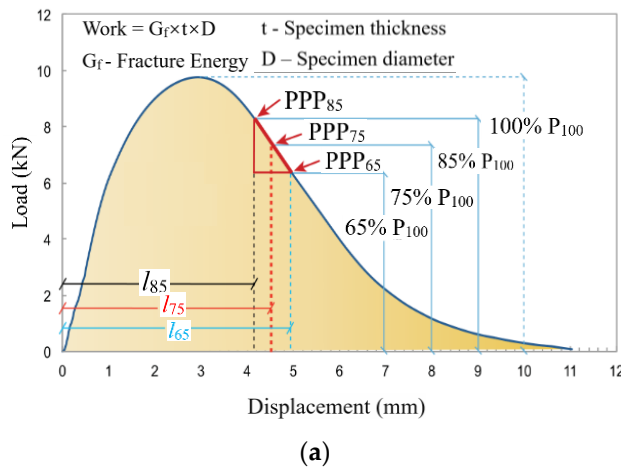 Work = Gf×t×D t - Specimen thickness
Gf- Fracture Energy D – Specimen diameter
12
10
8
6
4
2
0
Load (kN)
PPP85
PPP75
PPP65
100% P100
85% P100
75% P100
65% P100
l85
l75
l65
0 1 2 3 4 5 6 7 8 9 10 11 12
Displacement (mm)
(a)